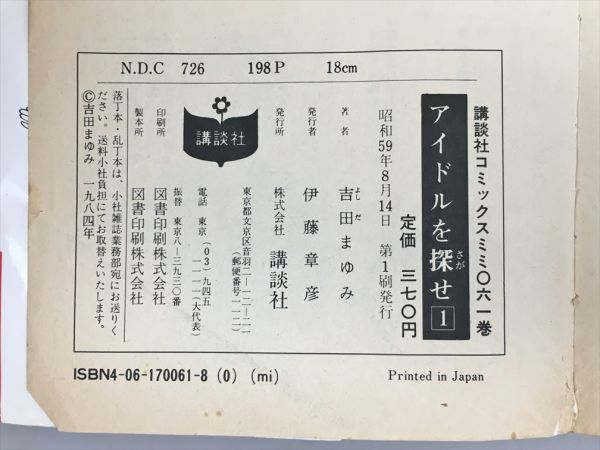 N.D.C 726 198P 18cm
講談社コミックスミミ〇六一巻
アイドルを探せ 1
さが
昭和59年8月14日 第1刷発行
定価 三七〇円
著者 吉田まゆみ
よしだ
発行者 伊藤章彦
発行所 株式会社 講談社
東京都文京区音羽二—一二—二一
(郵便番号一一二)
電話 東京(03)九四五
一一一一(大代表)
振替 東京八—三九三〇番
講談社
印刷所 図書印刷株式会社
製本所 図書印刷株式会社
落丁本・乱丁本は、小社雑誌業務部宛にお送りく
ださい。送料小社負担にてお取替えいたします。
©吉田まゆみ 一九八四年
ISBN4-06-170061-8 (0) (mi)
Printed in Japan